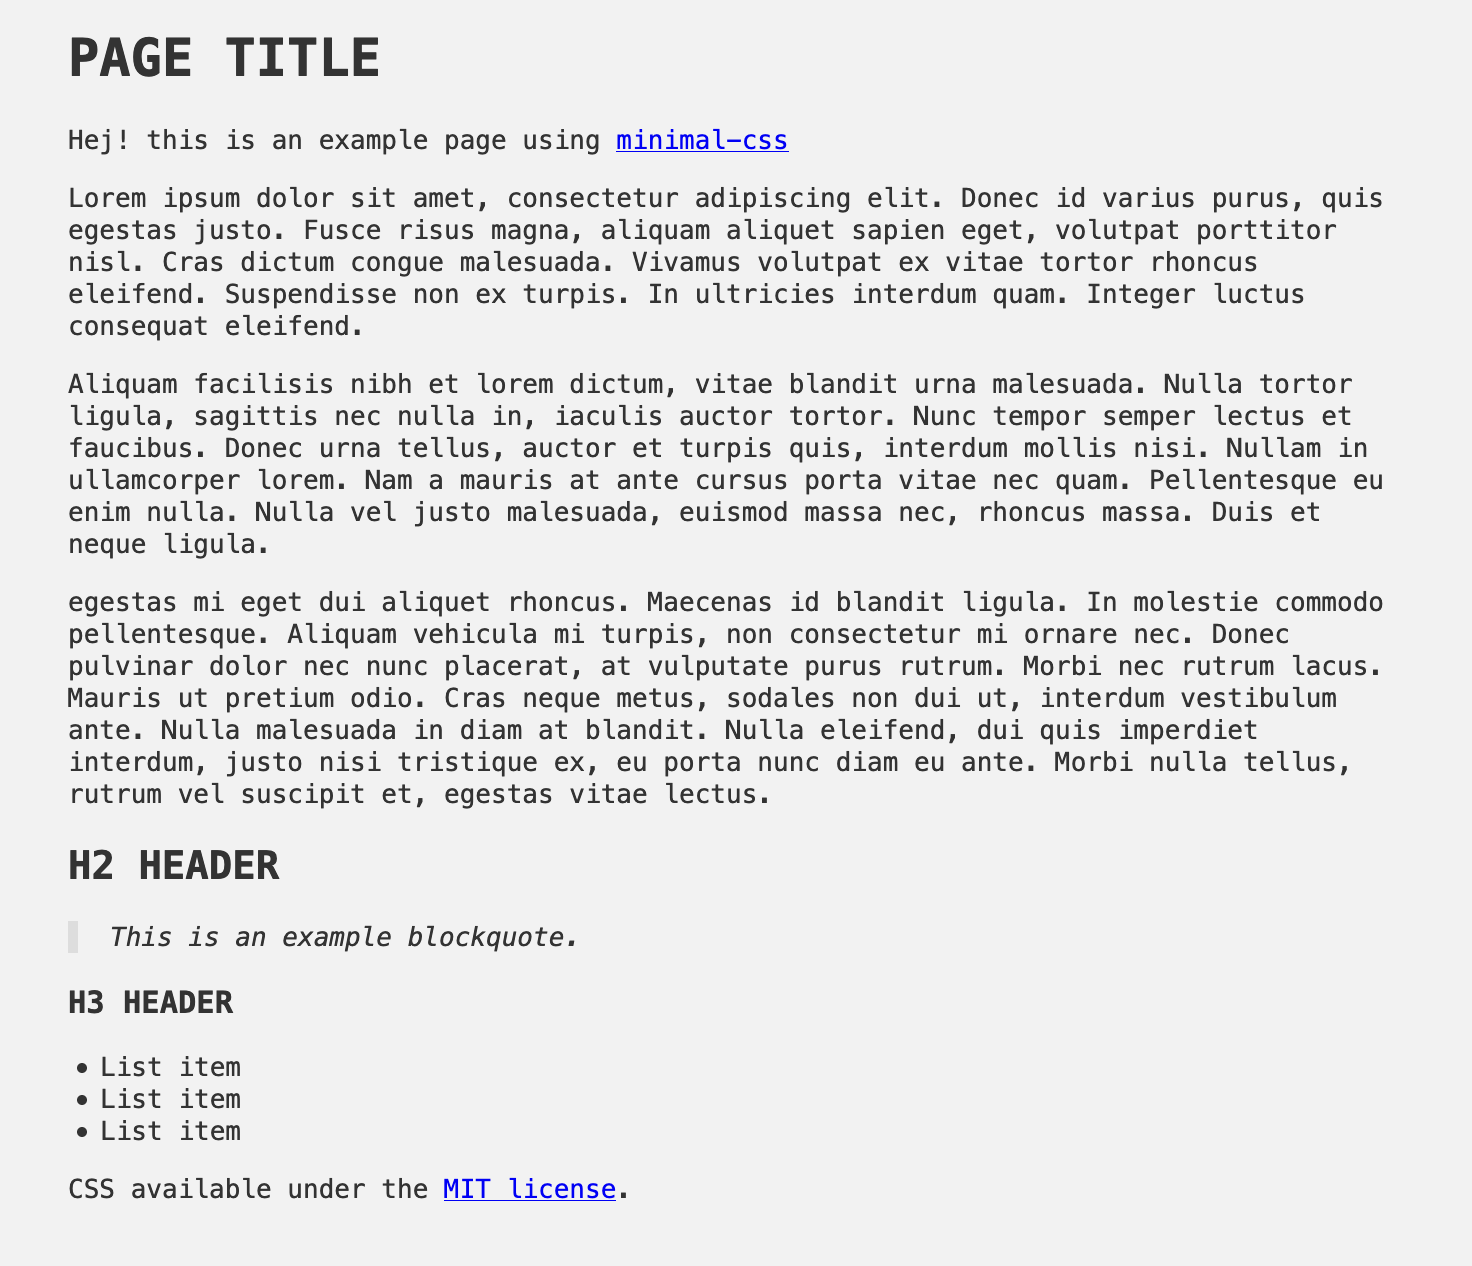 PAGE TITLE
Hej! this is an example page using minimal-css
Lorem ipsum dolor sit amet, consectetur adipiscing elit. Donec id varius purus, quis
egestas justo. Fusce risus magna, aliquam aliquet sapien eget, volutpat porttitor
nisl. Cras dictum congue malesuada. Vivamus volutpat ex vitae tortor rhoncus
eleifend. Suspendisse non ex turpis. In ultricies interdum quam. Integer luctus
consequat eleifend.
Aliquam facilisis nibh et lorem dictum, vitae blandit urna malesuada. Nulla tortor
ligula, sagittis nec nulla in, iaculis auctor tortor. Nunc tempor semper lectus et
faucibus. Donec urna tellus, auctor et turpis quis, interdum mollis nisi. Nullam in
ullamcorper lorem. Nam a mauris at ante cursus porta vitae nec quam. Pellentesque eu
enim nulla. Nulla vel justo malesuada, euismod massa nec, rhoncus massa. Duis et
neque ligula.
egestas mi eget dui aliquet rhoncus. Maecenas id blandit ligula. In molestie commodo
pellentesque. Aliquam vehicula mi turpis, non consectetur mi ornare nec. Donec
pulvinar dolor nec nunc placerat, at vulputate purus rutrum. Morbi nec rutrum lacus.
Mauris ut pretium odio. Cras neque metus, sodales non dui ut, interdum vestibulum
ante. Nulla malesuada in diam at blandit. Nulla eleifend, dui quis imperdiet
interdum, justo nisi tristique ex, eu porta nunc diam eu ante. Morbi nulla tellus,
rutrum vel suscipit et, egestas vitae lectus.
H2 HEADER
This is an example blockquote.
H3 HEADER
• List item
• List item
• List item
CSS available under the MIT license.